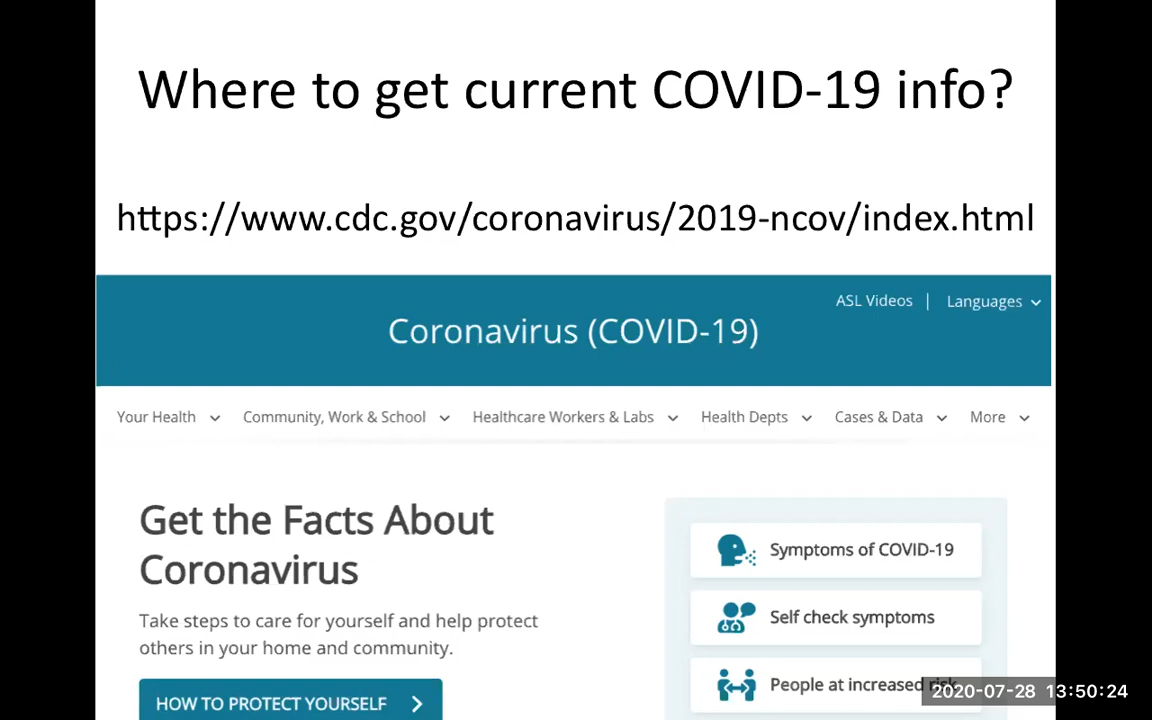 Where to get current COVID-19 info?
https://www.cdc.gov/coronavirus/2019-ncov/index.html
ASL Videos | Languages
Coronavirus (COVID-19)
Your Health Community, Work & School Healthcare Workers & Labs Health Depts Cases & Data More
Get the Facts About
Coronavirus
Take steps to care for yourself and help protect
others in your home and community.
HOW TO PROTECT YOURSELF
Symptoms of COVID-19
Self check symptoms
People at increased risk
2020-07-28 13:50:24